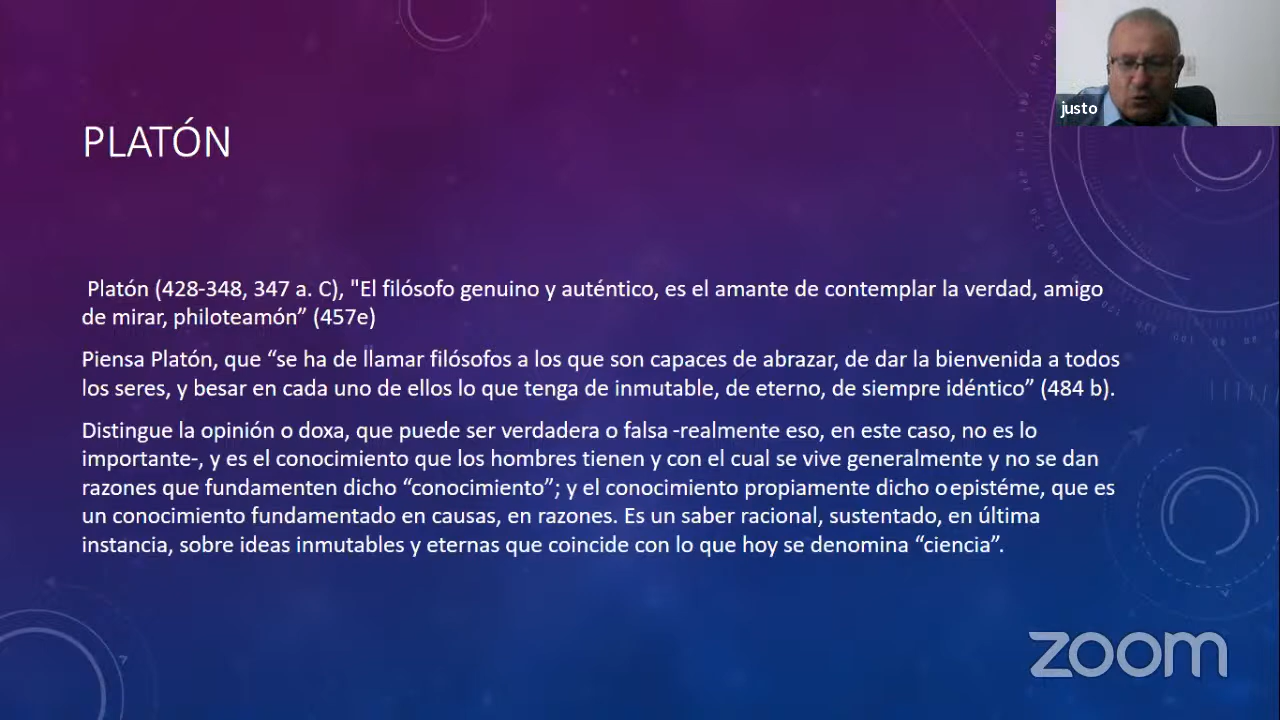 justo
PLATÓN
Platón (428-348, 347 a. C), "El filósofo genuino y auténtico, es el amante de contemplar la verdad, amigo
de mirar, philoteamón” (457e)
Piensa Platón, que “se ha de llamar filósofos a los que son capaces de abrazar, de dar la bienvenida a todos
los seres, y besar en cada uno de ellos lo que tenga de inmutable, de eterno, de siempre idéntico” (484 b).
Distingue la opinión o doxa, que puede ser verdadera o falsa -realmente eso, en este caso, no es lo
importante-, y es el conocimiento que los hombres tienen y con el cual se vive generalmente y no se dan
razones que fundamenten dicho “conocimiento”; y el conocimiento propiamente dicho o epistéme, que es
un conocimiento fundamentado en causas, en razones. Es un saber racional, sustentado, en última
instancia, sobre ideas inmutables y eternas que coincide con lo que hoy se denomina “ciencia”.
zoom